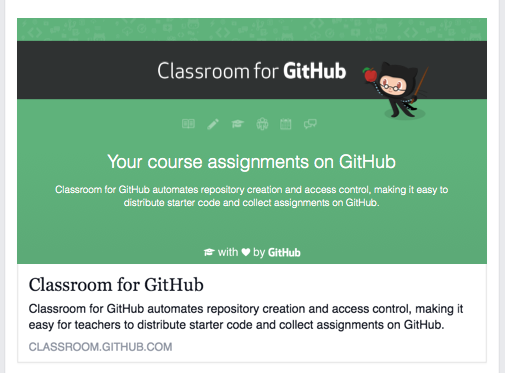 Classroom for GitHub
Your course assignments on GitHub
Classroom for GitHub automates repository creation and access control, making it easy to
distribute starter code and collect assignments on GitHub.
with by GitHub
Classroom for GitHub
Classroom for GitHub automates repository creation and access control, making it
easy for teachers to distribute starter code and collect assignments on GitHub.
CLASSROOM.GITHUB.COM